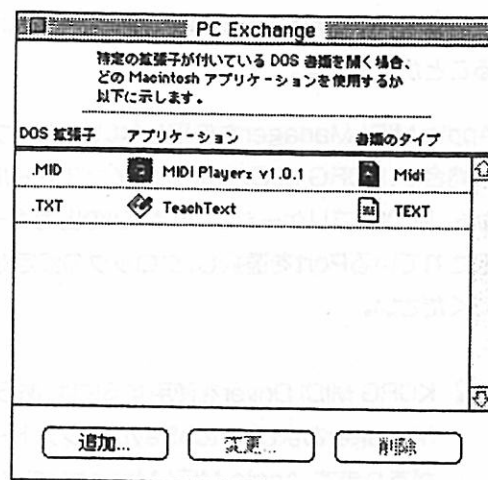 PC Exchange
特定の拡張子が付いている DOS 書類を開く場合、
どの Macintosh アプリケーションを使用するか
以下に示します。
DOS 拡張子 アプリケーション 書類のタイプ
.MID MIDI Playerz v1.0.1 Midi
.TXT TeachText TEXT
追加... 変更... 削除